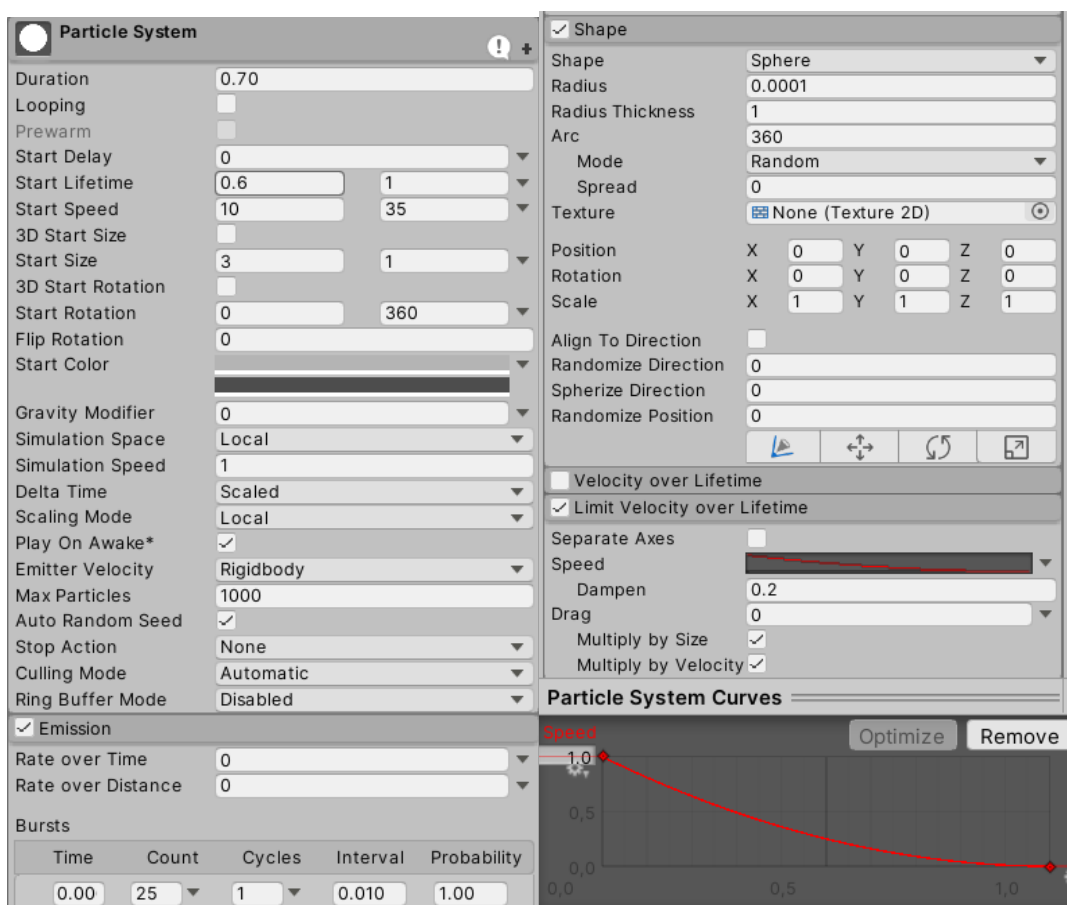 Particle System
Duration 0.70
Looping
Prewarm
Start Delay 0
Start Lifetime 0.6 1
Start Speed 10 35
3D Start Size
Start Size 3 1
3D Start Rotation
Start Rotation 0 360
Flip Rotation 0
Start Color
Gravity Modifier 0
Simulation Space Local
Simulation Speed 1
Delta Time Scaled
Scaling Mode Local
Play On Awake*
Emitter Velocity Rigidbody
Max Particles 1000
Auto Random Seed
Stop Action None
Culling Mode Automatic
Ring Buffer Mode Disabled
Emission
Rate over Time 0
Rate over Distance 0
Bursts
Time Count Cycles Interval Probability
0.00 25 1 0.010 1.00
Shape
Shape Sphere
Radius 0.0001
Radius Thickness 1
Arc 360
Mode Random
Spread 0
Texture None (Texture 2D)
Position X 0 Y 0 Z 0
Rotation X 0 Y 0 Z 0
Scale X 1 Y 1 Z 1
Align To Direction
Randomize Direction 0
Spherize Direction 0
Randomize Position 0
Velocity over Lifetime
Limit Velocity over Lifetime
Separate Axes
Speed
Dampen 0.2
Drag 0
Multiply by Size
Multiply by Velocity
Particle System Curves
Speed Optimize Remove
1.0
0,5
0,0
0,0 0,5 1,0